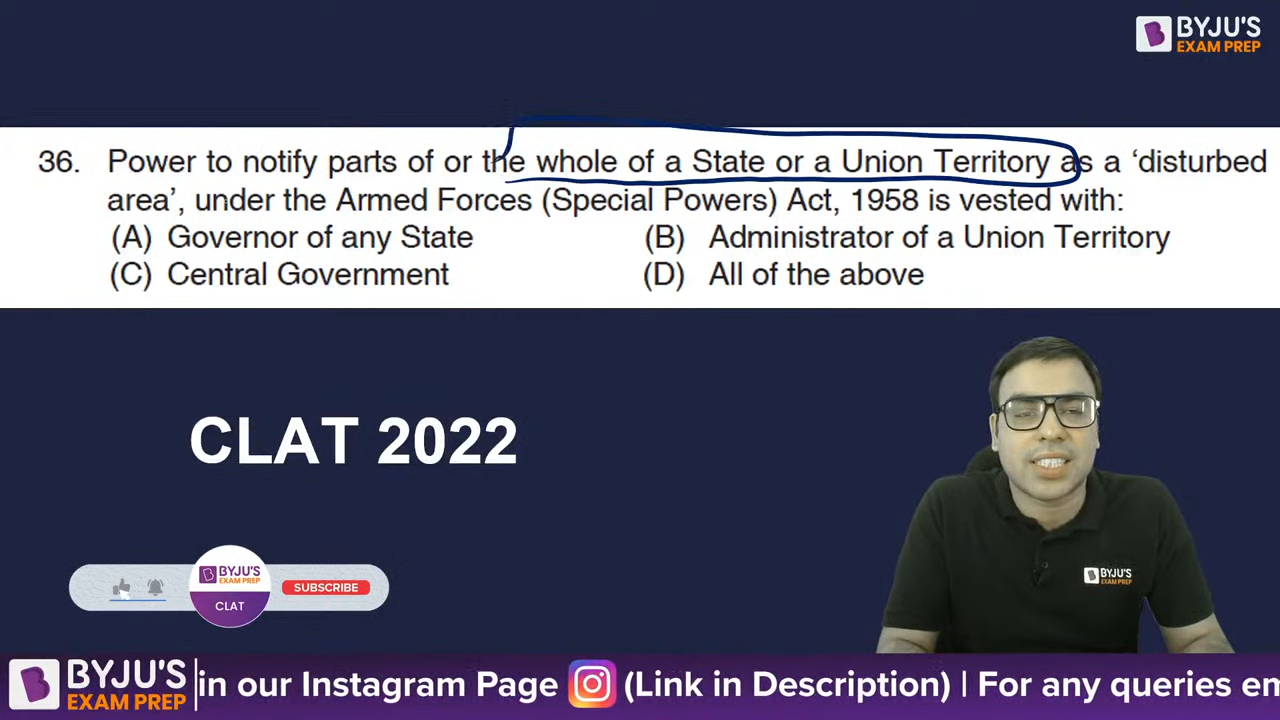 BYJU'S
EXAM PREP
36. Power to notify parts of or the whole of a State or a Union Territory as a ‘disturbed
area’, under the Armed Forces (Special Powers) Act, 1958 is vested with:
(A) Governor of any State (B) Administrator of a Union Territory
(C) Central Government (D) All of the above
CLAT 2022
BYJU'S
EXAM PREP
CLAT
SUBSCRIBE
BYJU'S
EXAM PREP
BYJU'S
EXAM PREP
in our Instagram Page (Link in Description) | For any queries em